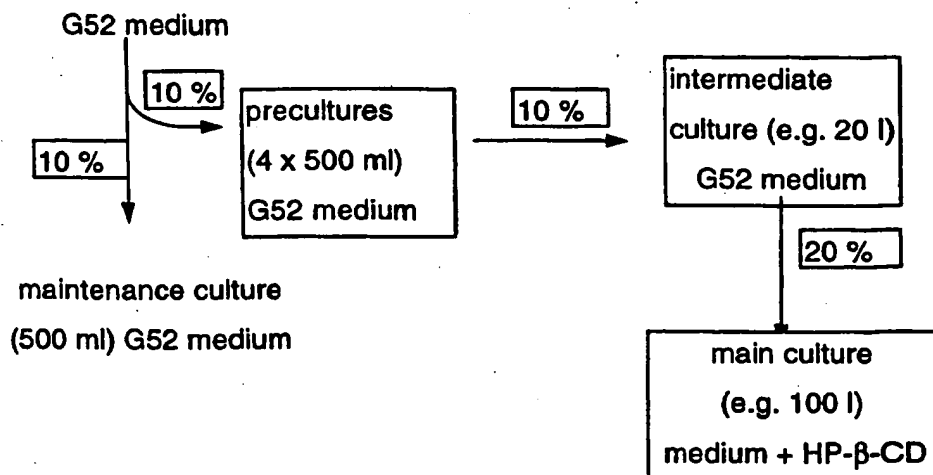 G52 medium
10 %
10 %
precultures
(4 x 500 ml)
G52 medium
maintenance culture
(500 ml) G52 medium
10 %
intermediate
culture (e.g. 20 l)
G52 medium
20 %
main culture
(e.g. 100 l)
medium + HP-β-CD